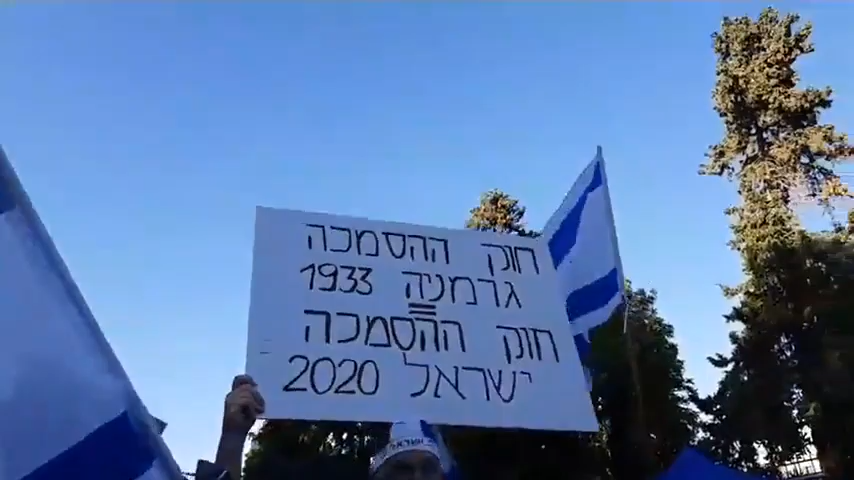 חוק ההסמכה
גרמניה 1933
=
חוק ההסמכה
ישראל 2020